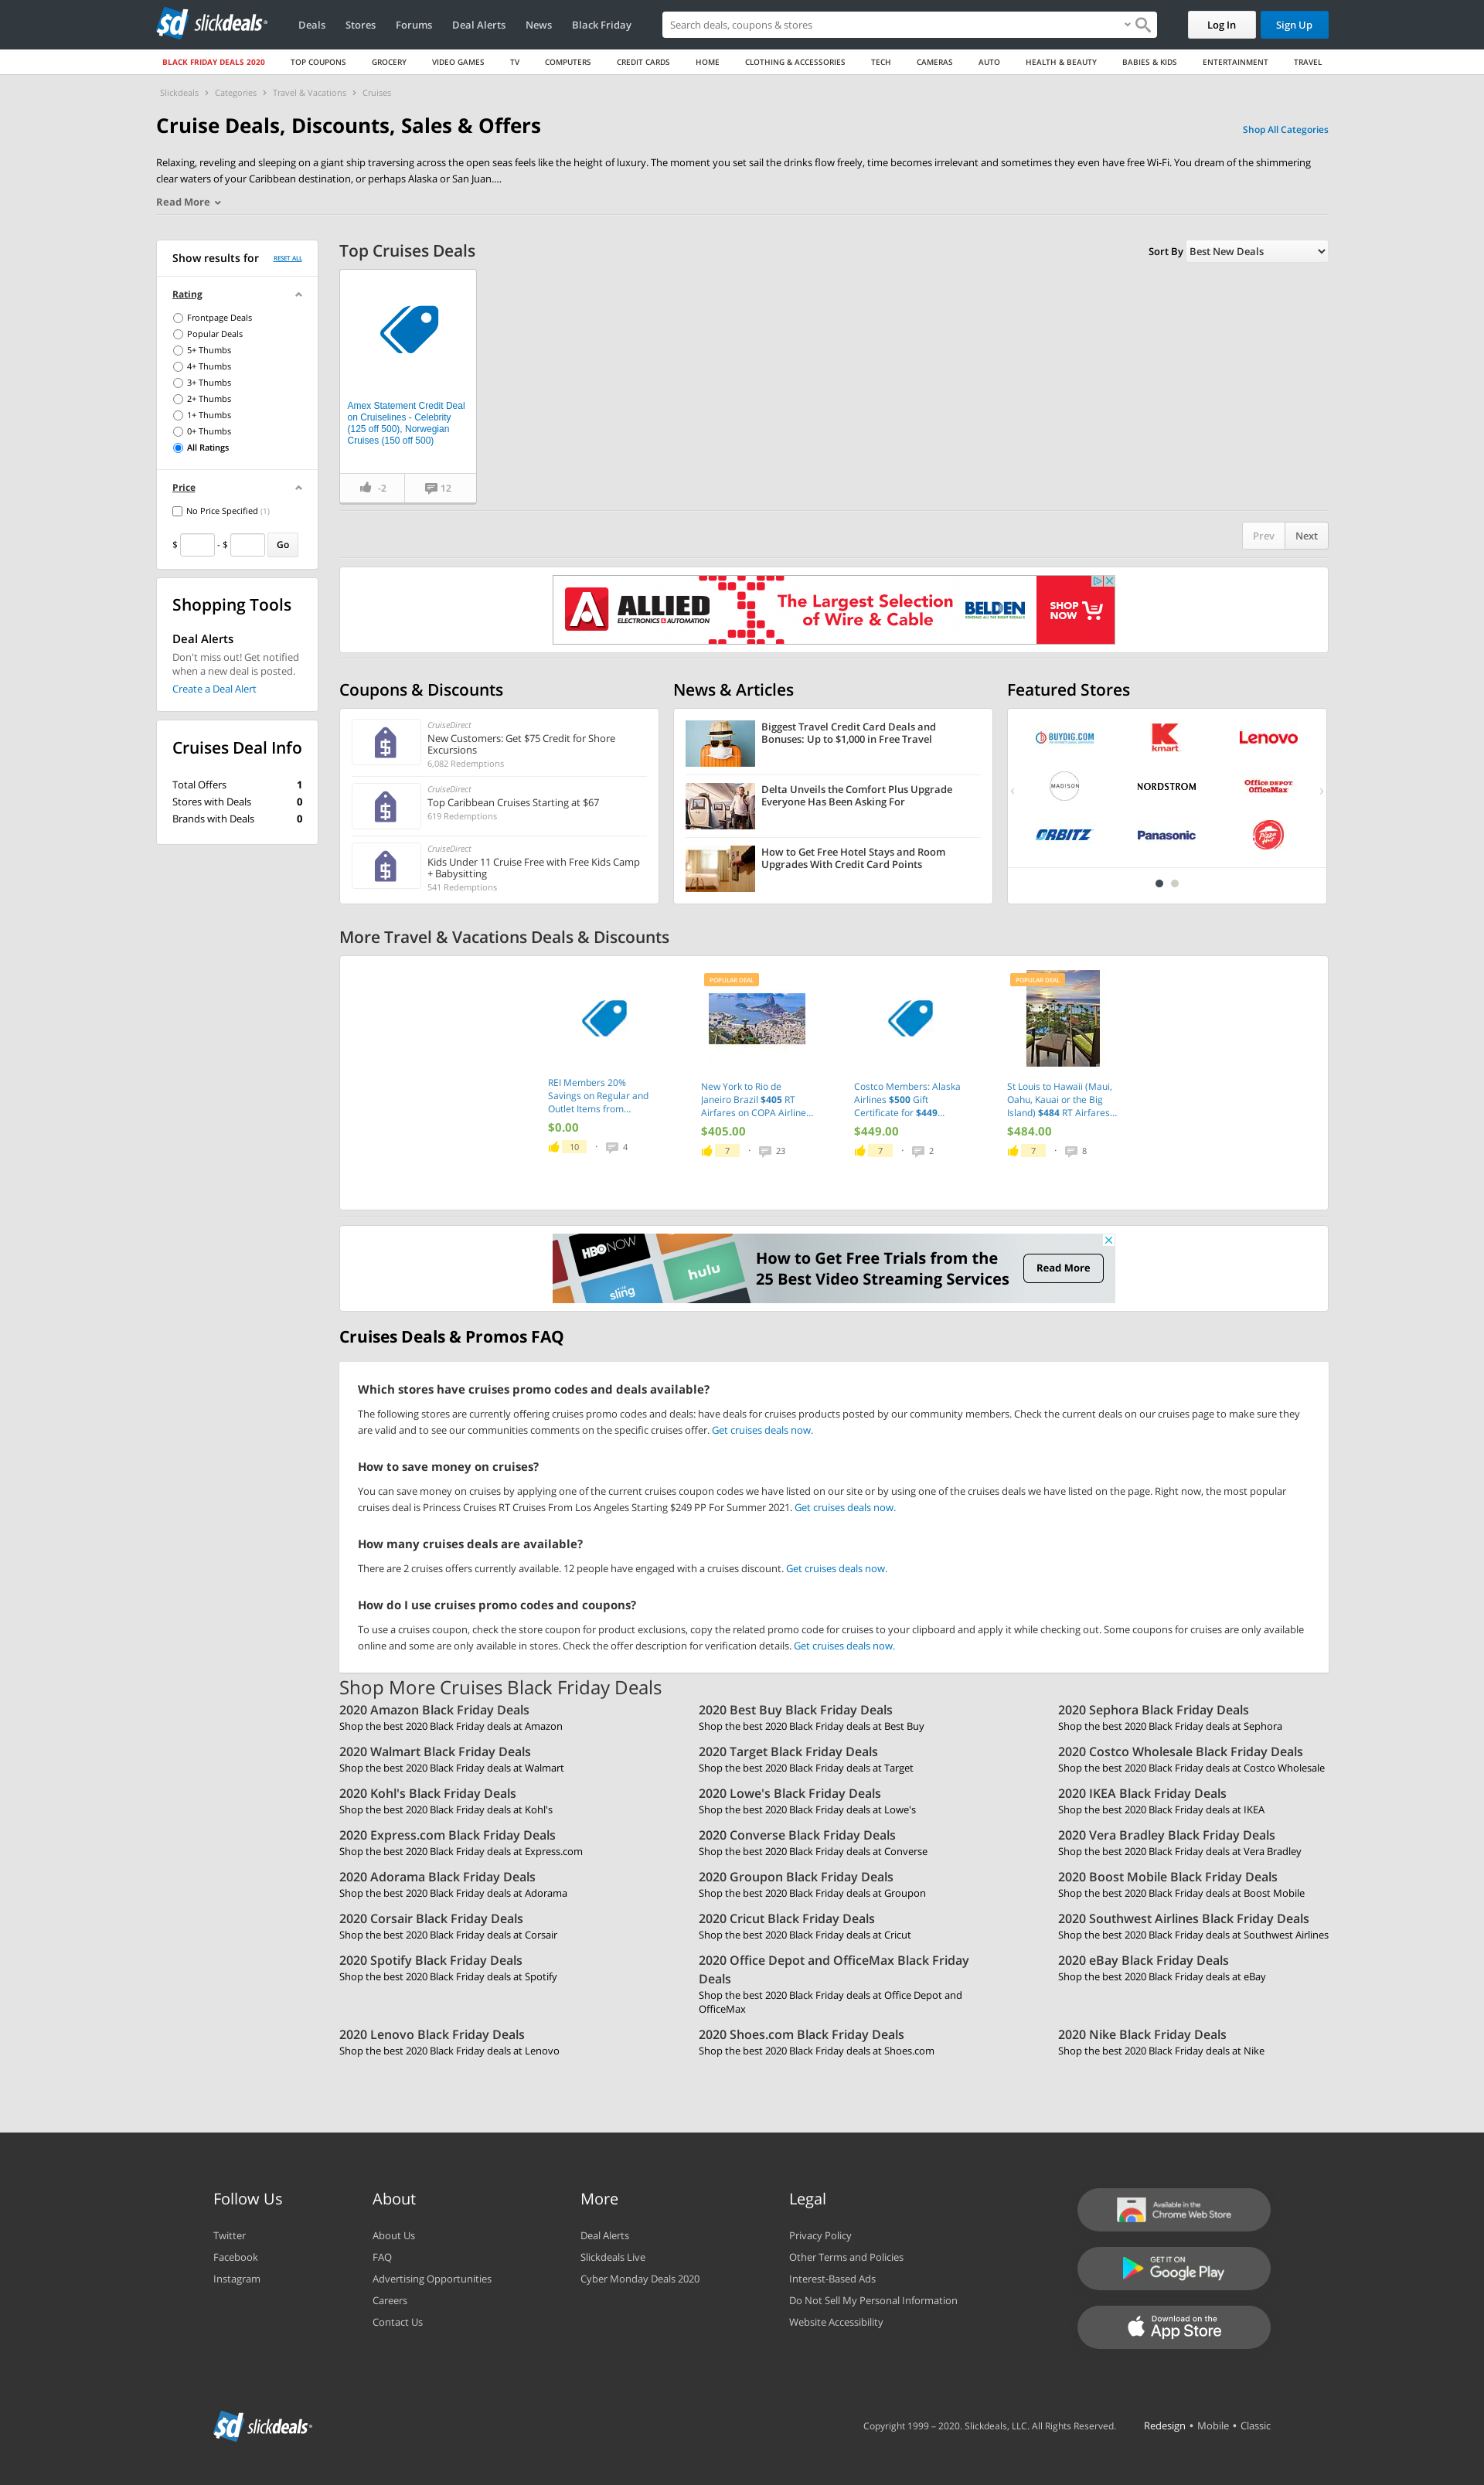 slickdeals
Deals
Stores
Forums
Deal Alerts
News
Black Friday
Search deals, coupons & stores
Log In
Sign Up
BLACK FRIDAY DEALS 2020
TOP COUPONS
GROCERY
VIDEO GAMES
TV
COMPUTERS
CREDIT CARDS
HOME
CLOTHING & ACCESSORIES
TECH
CAMERAS
AUTO
HEALTH & BEAUTY
BABIES & KIDS
ENTERTAINMENT
TRAVEL
Slickdeals › Categories › Travel & Vacations › Cruises
Cruise Deals, Discounts, Sales & Offers
Shop All Categories
Relaxing, reveling and sleeping on a giant ship traversing across the open seas feels like the height of luxury. The moment you set sail the drinks flow freely, time becomes irrelevant and sometimes they even have free Wi-Fi. You dream of the shimmering
clear waters of your Caribbean destination, or perhaps Alaska or San Juan....
Read More
Show results for
RESET ALL
Rating
Frontpage Deals
Popular Deals
5+ Thumbs
4+ Thumbs
3+ Thumbs
2+ Thumbs
1+ Thumbs
0+ Thumbs
All Ratings
Price
No Price Specified (1)
$ - $ Go
Shopping Tools
Deal Alerts
Don't miss out! Get notified
when a new deal is posted.
Create a Deal Alert
Cruises Deal Info
Total Offers 1
Stores with Deals 0
Brands with Deals 0
Top Cruises Deals
Sort By Best New Deals
Amex Statement Credit Deal
on Cruiselines - Celebrity
(125 off 500), Norwegian
Cruises (150 off 500)
-2
12
Prev
Next
ALLIED
ELECTRONICS & AUTOMATION
The Largest Selection
of Wire & Cable
BELDEN
SENDING ALL THE RIGHT SIGNALS
SHOP
NOW
Coupons & Discounts
CruiseDirect
New Customers: Get $75 Credit for Shore
Excursions
6,082 Redemptions
CruiseDirect
Top Caribbean Cruises Starting at $67
619 Redemptions
CruiseDirect
Kids Under 11 Cruise Free with Free Kids Camp
+ Babysitting
541 Redemptions
News & Articles
Biggest Travel Credit Card Deals and
Bonuses: Up to $1,000 in Free Travel
Delta Unveils the Comfort Plus Upgrade
Everyone Has Been Asking For
How to Get Free Hotel Stays and Room
Upgrades With Credit Card Points
Featured Stores
BUYDIG.COM
kmart
Lenovo
MADISON
NORDSTROM
Office DEPOT
OfficeMax
ORBITZ
Panasonic
Pizza Hut
More Travel & Vacations Deals & Discounts
REI Members 20%
Savings on Regular and
Outlet Items from...
$0.00
10 · 4
POPULAR DEAL
New York to Rio de
Janeiro Brazil $405 RT
Airfares on COPA Airline...
$405.00
7 · 23
Costco Members: Alaska
Airlines $500 Gift
Certificate for $449...
$449.00
7 · 2
POPULAR DEAL
St Louis to Hawaii (Maui,
Oahu, Kauai or the Big
Island) $484 RT Airfares...
$484.00
7 · 8
HBO NOW
sling
hulu
How to Get Free Trials from the
25 Best Video Streaming Services
Read More
Cruises Deals & Promos FAQ
Which stores have cruises promo codes and deals available?
The following stores are currently offering cruises promo codes and deals: have deals for cruises products posted by our community members. Check the current deals on our cruises page to make sure they
are valid and to see our communities comments on the specific cruises offer. Get cruises deals now.
How to save money on cruises?
You can save money on cruises by applying one of the current cruises coupon codes we have listed on our site or by using one of the cruises deals we have listed on the page. Right now, the most popular
cruises deal is Princess Cruises RT Cruises From Los Angeles Starting $249 PP For Summer 2021. Get cruises deals now.
How many cruises deals are available?
There are 2 cruises offers currently available. 12 people have engaged with a cruises discount. Get cruises deals now.
How do I use cruises promo codes and coupons?
To use a cruises coupon, check the store coupon for product exclusions, copy the related promo code for cruises to your clipboard and apply it while checking out. Some coupons for cruises are only available
online and some are only available in stores. Check the offer description for verification details. Get cruises deals now.
Shop More Cruises Black Friday Deals
2020 Amazon Black Friday Deals
Shop the best 2020 Black Friday deals at Amazon
2020 Best Buy Black Friday Deals
Shop the best 2020 Black Friday deals at Best Buy
2020 Sephora Black Friday Deals
Shop the best 2020 Black Friday deals at Sephora
2020 Walmart Black Friday Deals
Shop the best 2020 Black Friday deals at Walmart
2020 Target Black Friday Deals
Shop the best 2020 Black Friday deals at Target
2020 Costco Wholesale Black Friday Deals
Shop the best 2020 Black Friday deals at Costco Wholesale
2020 Kohl's Black Friday Deals
Shop the best 2020 Black Friday deals at Kohl's
2020 Lowe's Black Friday Deals
Shop the best 2020 Black Friday deals at Lowe's
2020 IKEA Black Friday Deals
Shop the best 2020 Black Friday deals at IKEA
2020 Express.com Black Friday Deals
Shop the best 2020 Black Friday deals at Express.com
2020 Converse Black Friday Deals
Shop the best 2020 Black Friday deals at Converse
2020 Vera Bradley Black Friday Deals
Shop the best 2020 Black Friday deals at Vera Bradley
2020 Adorama Black Friday Deals
Shop the best 2020 Black Friday deals at Adorama
2020 Groupon Black Friday Deals
Shop the best 2020 Black Friday deals at Groupon
2020 Boost Mobile Black Friday Deals
Shop the best 2020 Black Friday deals at Boost Mobile
2020 Corsair Black Friday Deals
Shop the best 2020 Black Friday deals at Corsair
2020 Cricut Black Friday Deals
Shop the best 2020 Black Friday deals at Cricut
2020 Southwest Airlines Black Friday Deals
Shop the best 2020 Black Friday deals at Southwest Airlines
2020 Spotify Black Friday Deals
Shop the best 2020 Black Friday deals at Spotify
2020 Office Depot and OfficeMax Black Friday
Deals
Shop the best 2020 Black Friday deals at Office Depot and
OfficeMax
2020 eBay Black Friday Deals
Shop the best 2020 Black Friday deals at eBay
2020 Lenovo Black Friday Deals
Shop the best 2020 Black Friday deals at Lenovo
2020 Shoes.com Black Friday Deals
Shop the best 2020 Black Friday deals at Shoes.com
2020 Nike Black Friday Deals
Shop the best 2020 Black Friday deals at Nike
Follow Us
Twitter
Facebook
Instagram
About
About Us
FAQ
Advertising Opportunities
Careers
Contact Us
More
Deal Alerts
Slickdeals Live
Cyber Monday Deals 2020
Legal
Privacy Policy
Other Terms and Policies
Interest-Based Ads
Do Not Sell My Personal Information
Website Accessibility
Available in the
Chrome Web Store
GET IT ON
Google Play
Download on the
App Store
slickdeals
Copyright 1999 – 2020. Slickdeals, LLC. All Rights Reserved.
Redesign • Mobile • Classic